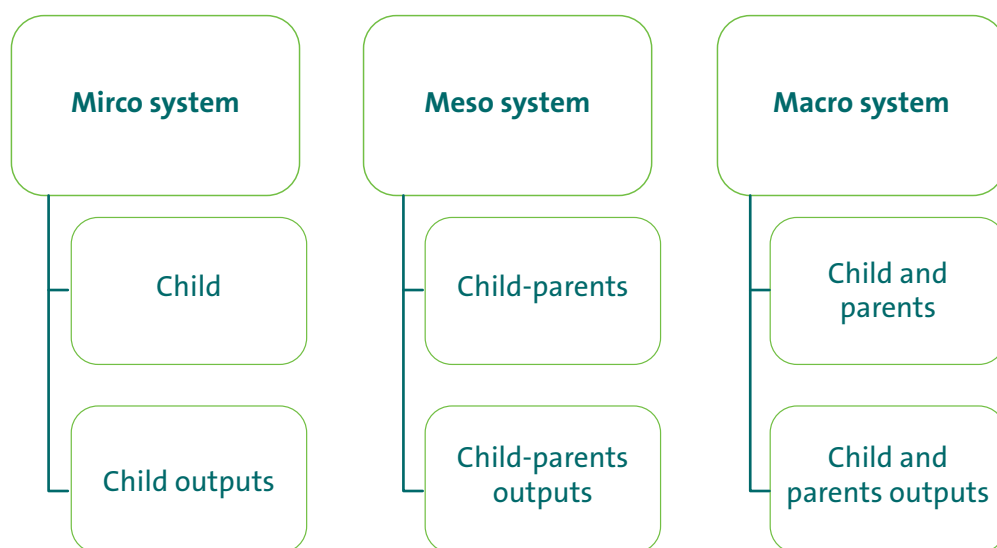 Mirco system
Meso system
Macro system
Child
Child-parents
Child and
parents
Child outputs
Child-parents
outputs
Child and
parents outputs